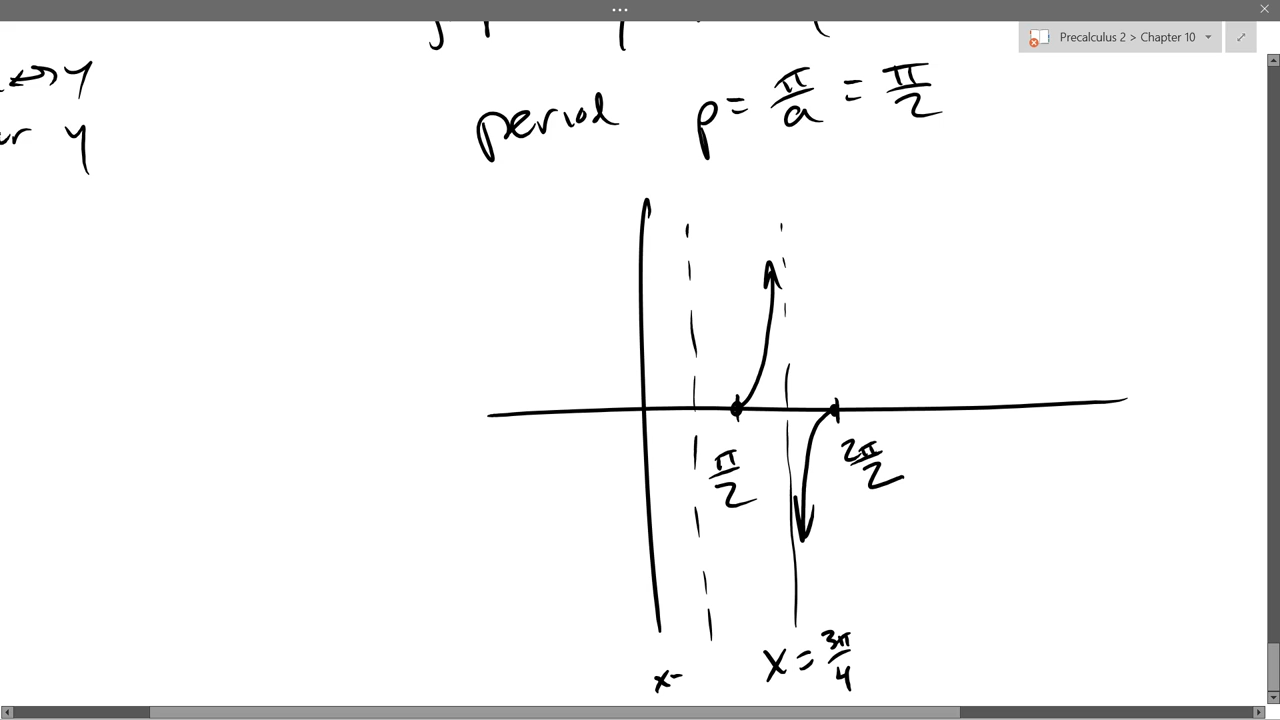 Precalculus 2 > Chapter 10
↔ y
y
period p = π/a = π/2
π/2
2π/2
x =
x = 3π/4